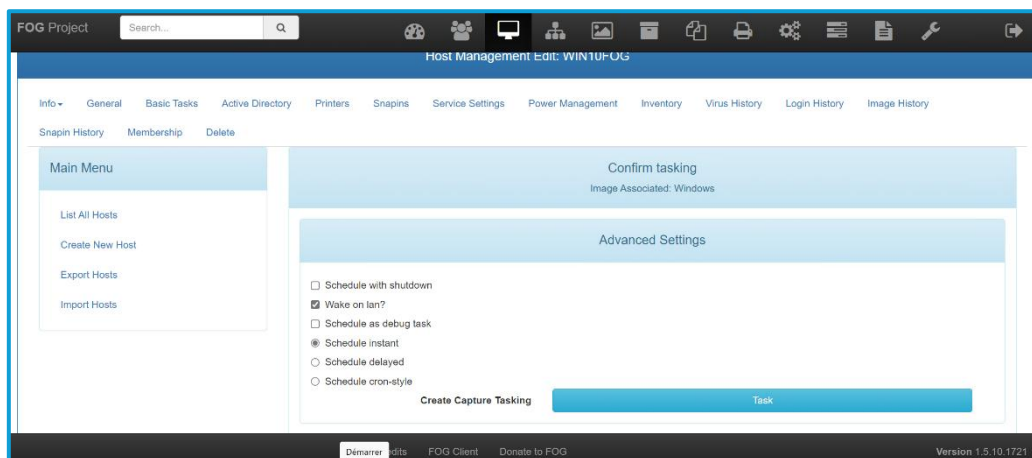 FOG Project Search...
Host Management Edit: WIN10FOG
Info General Basic Tasks Active Directory Printers Snapins Service Settings Power Management Inventory Virus History Login History Image History
Snapin History Membership Delete
Main Menu
List All Hosts
Create New Host
Export Hosts
Import Hosts
Confirm tasking
Image Associated: Windows
Advanced Settings
Schedule with shutdown
Wake on lan?
Schedule as debug task
Schedule instant
Schedule delayed
Schedule cron-style
Create Capture Tasking Task
Démarrer edits FOG Client Donate to FOG Version 1.5.10.1721